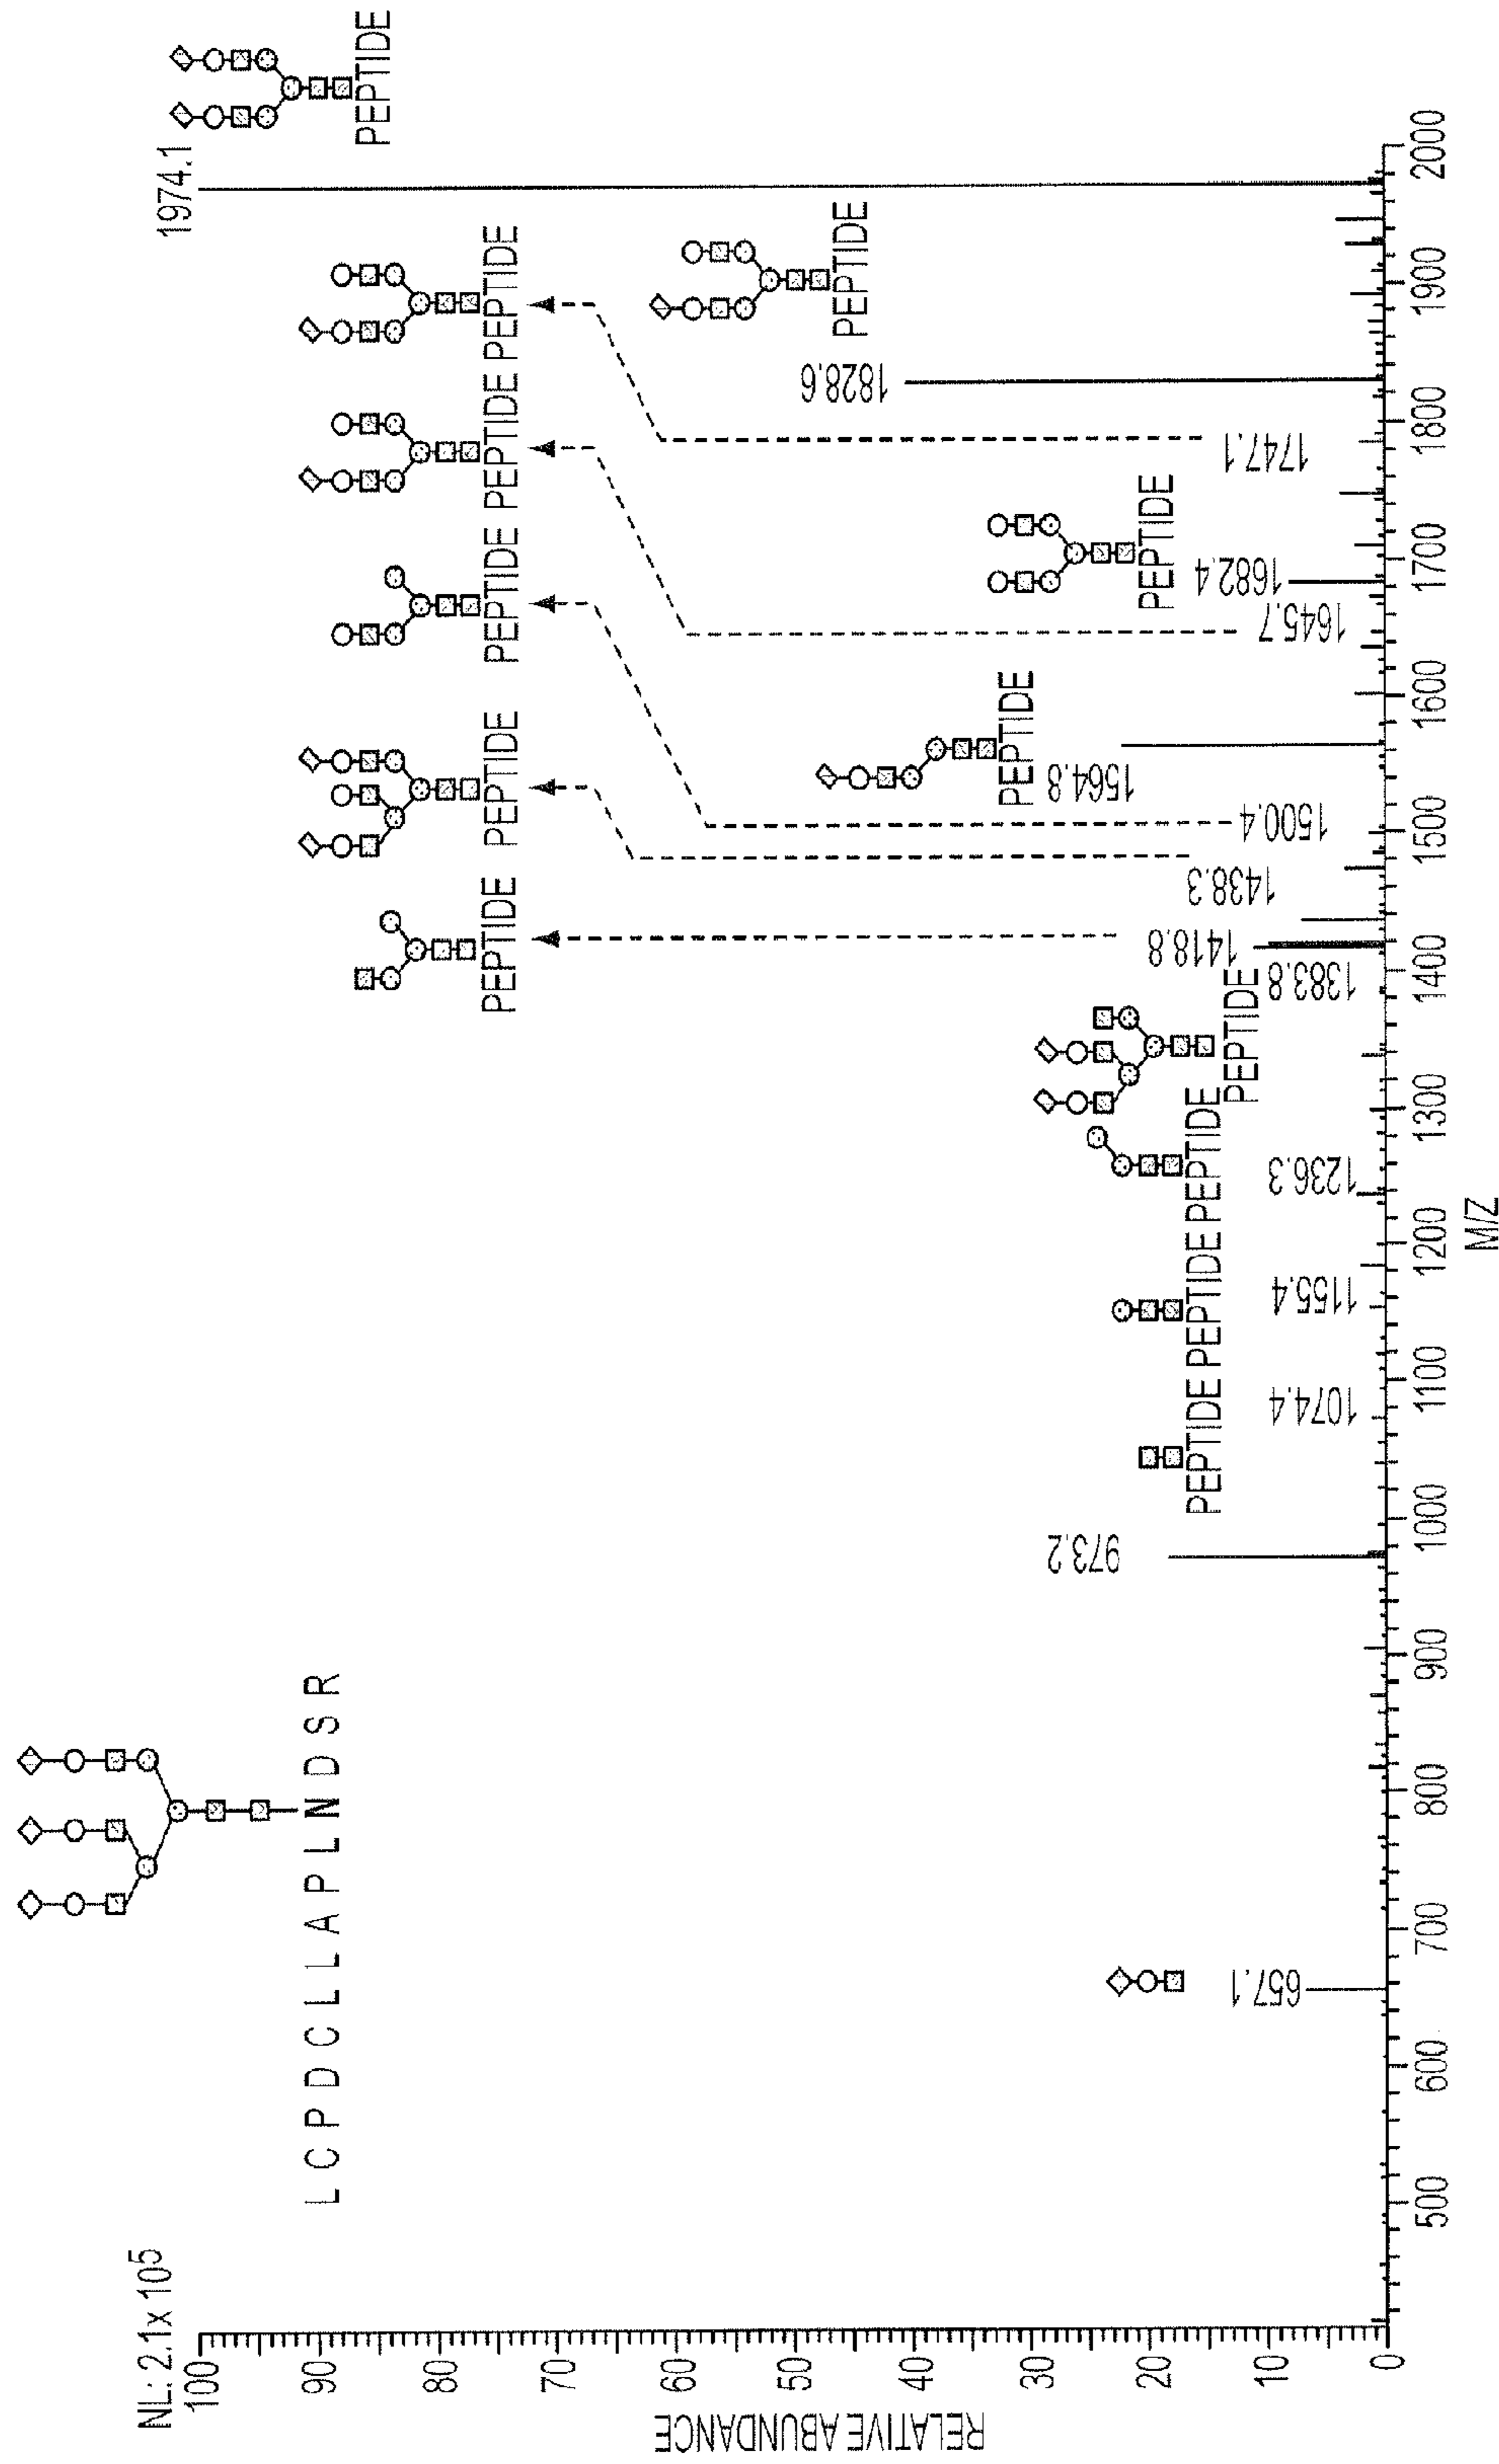 NL: 2.1x 10⁵
L C P D C L L A P L N D S R
1974.1
PEPTIDE
PEPTIDE
PEPTIDE
PEPTIDE
PEPTIDE
PEPTIDE
PEPTIDE
1828.6
1747.1
PEPTIDE
1682.4
1645.7
PEPTIDE
1564.8
1500.4
1438.3
1418.8
1383.8
PEPTIDE
PEPTIDE
PEPTIDE
PEPTIDE
1236.3
1155.4
1074.4
973.2
657.1
RELATIVE ABUNDANCE
100
90
80
70
60
50
40
30
20
10
0
500
600
700
800
900
1000
1100
1200
1300
1400
1500
1600
1700
1800
1900
2000
M/Z